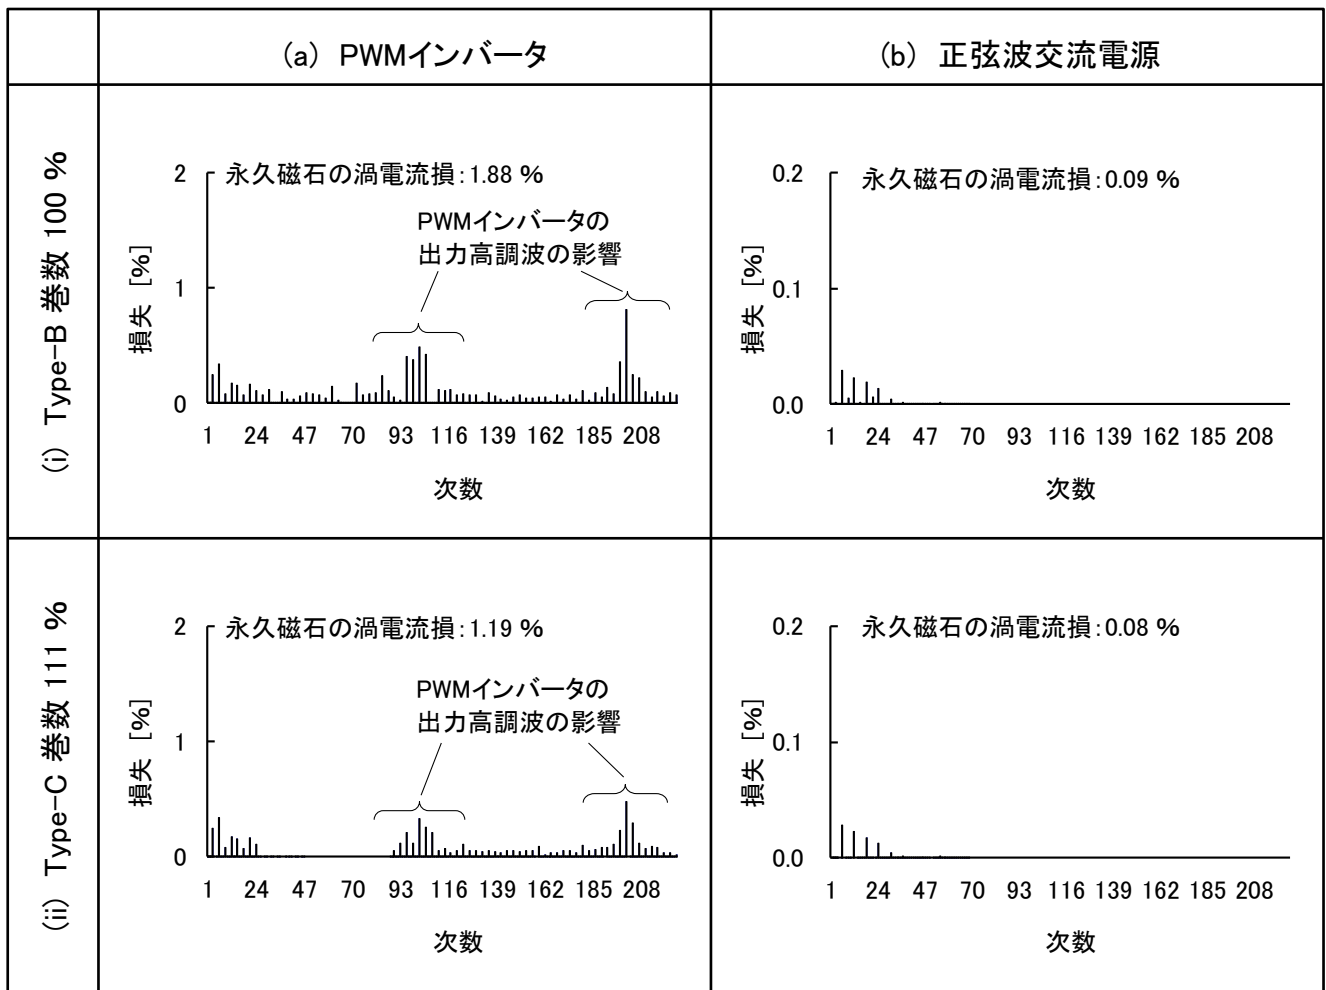 (a) PWMインバータ
(b) 正弦波交流電源
(i) Type-B 巻数 100 %
永久磁石の渦電流損:1.88 %
PWMインバータの
出力高調波の影響
損失 [%]
2
1
0
1 24 47 70 93 116 139 162 185 208
次数
永久磁石の渦電流損:0.09 %
損失 [%]
0.2
0.1
0.0
1 24 47 70 93 116 139 162 185 208
次数
(ii) Type-C 巻数 111 %
永久磁石の渦電流損:1.19 %
PWMインバータの
出力高調波の影響
損失 [%]
2
1
0
1 24 47 70 93 116 139 162 185 208
次数
永久磁石の渦電流損:0.08 %
損失 [%]
0.2
0.1
0.0
1 24 47 70 93 116 139 162 185 208
次数